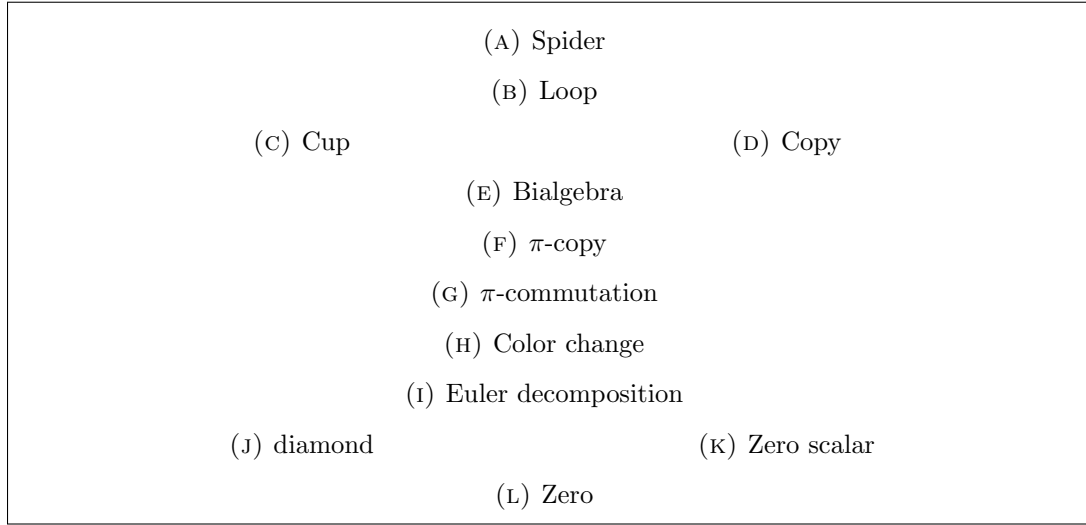 (A) Spider
(B) Loop
(C) Cup (D) Copy
(E) Bialgebra
(F) π-copy
(G) π-commutation
(H) Color change
(I) Euler decomposition
(J) diamond (K) Zero scalar
(L) Zero